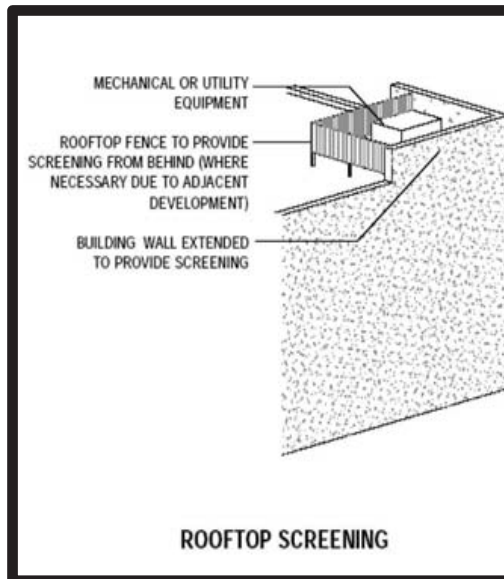 MECHANICAL OR UTILITY
EQUIPMENT
ROOFTOP FENCE TO PROVIDE
SCREENING FROM BEHIND (WHERE
NECESSARY DUE TO ADJACENT
DEVELOPMENT)
BUILDING WALL EXTENDED
TO PROVIDE SCREENING
ROOFTOP SCREENING